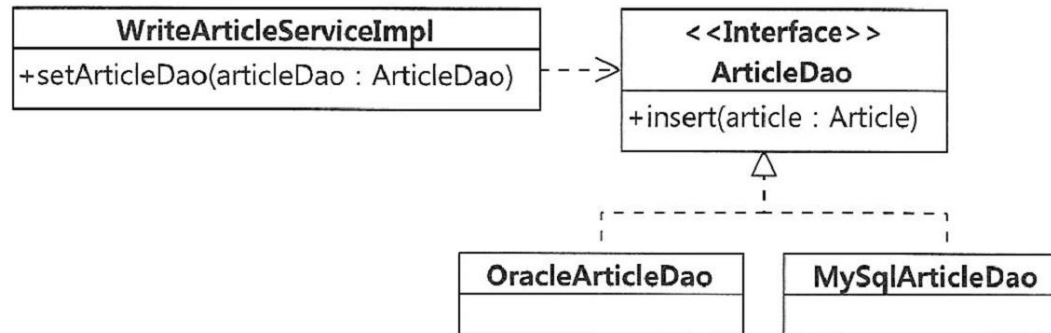 WriteArticleServiceImpl
+setArticleDao(articleDao : ArticleDao)
<<Interface>>
ArticleDao
+insert(article : Article)
OracleArticleDao
MySqlArticleDao